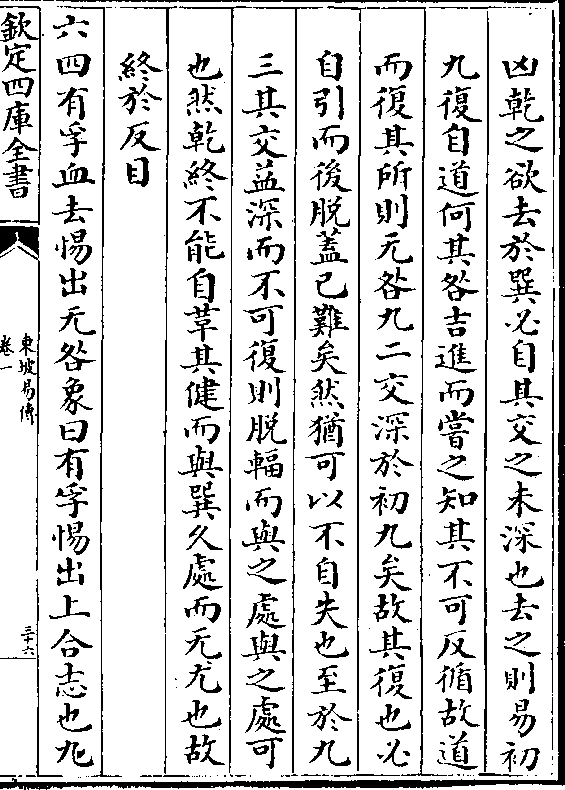 凶乾之欲去於巽必自其交之未深也去之則易初
九復自道何其咎吉進而嘗之知其不可反循故道
而復其所則无咎九二交深於初九矣故其復也必
自引而後脱蓋已難矣然猶可以不自失也至於九
三其交益深而不可復則脱輻而與之處與之處可
也然乾終不能自革其健而與巽久處而无尤也故
終於反目
六四有孚血去惕出无咎象曰有孚惕出上合志也九
欽定四庫全書
東坡易傳
卷一
三十六